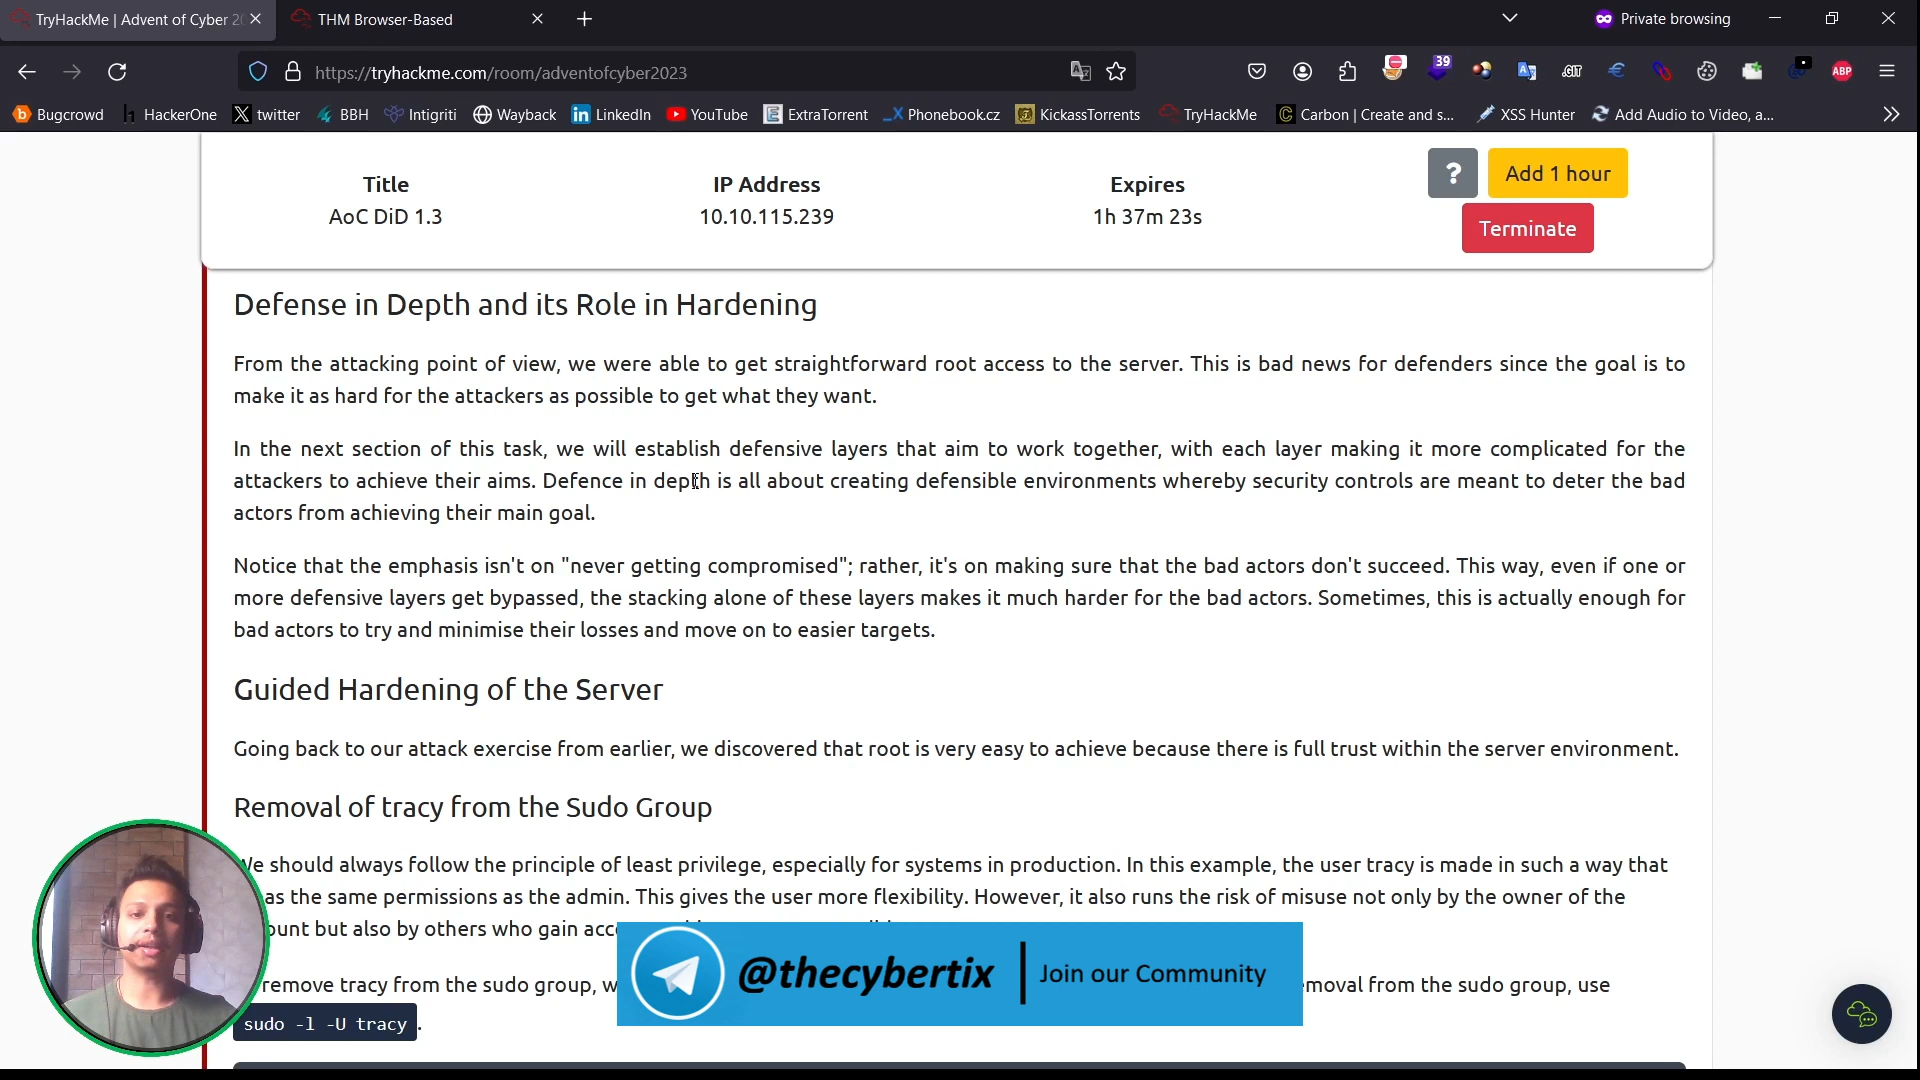 TryHackMe | Advent of Cyber 20
THM Browser-Based
Private browsing
https://tryhackme.com/room/adventofcyber2023
39
.GIT
ABP
Bugcrowd
HackerOne
twitter
BBH
Intigriti
Wayback
LinkedIn
YouTube
ExtraTorrent
Phonebook.cz
KickassTorrents
TryHackMe
Carbon | Create and s...
XSS Hunter
Add Audio to Video, a...
Title
AoC DiD 1.3
IP Address
10.10.115.239
Expires
1h 37m 23s
?
Add 1 hour
Terminate
Defense in Depth and its Role in Hardening
From the attacking point of view, we were able to get straightforward root access to the server. This is bad news for defenders since the goal is to
make it as hard for the attackers as possible to get what they want.
In the next section of this task, we will establish defensive layers that aim to work together, with each layer making it more complicated for the
attackers to achieve their aims. Defence in depth is all about creating defensible environments whereby security controls are meant to deter the bad
actors from achieving their main goal.
Notice that the emphasis isn't on "never getting compromised"; rather, it's on making sure that the bad actors don't succeed. This way, even if one or
more defensive layers get bypassed, the stacking alone of these layers makes it much harder for the bad actors. Sometimes, this is actually enough for
bad actors to try and minimise their losses and move on to easier targets.
Guided Hardening of the Server
Going back to our attack exercise from earlier, we discovered that root is very easy to achieve because there is full trust within the server environment.
Removal of tracy from the Sudo Group
We should always follow the principle of least privilege, especially for systems in production. In this example, the user tracy is made in such a way that
as the same permissions as the admin. This gives the user more flexibility. However, it also runs the risk of misuse not only by the owner of the
ount but also by others who gain acc
remove tracy from the sudo group, w
moval from the sudo group, use
sudo -l -U tracy.
@thecybertix | Join our Community